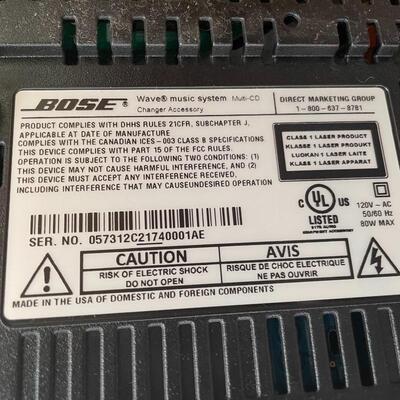 BOSE® Wave® music system Multi-CD
Changer Accessory
DIRECT MARKETING GROUP
1-800-637-8781
PRODUCT COMPLIES WITH DHHS RULES 21CFR, SUBCHAPTER J,
APPLICABLE AT DATE OF MANUFACTURE
COMPLIES WITH THE CANADIAN ICES-003 CLASS B SPECIFICATIONS
THIS DEVICE COMPLIES WITH PART 15 OF THE FCC RULES.
OPERATION IS SUBJECT TO THE FOLLOWING TWO CONDITIONS: (1)
THIS DEVICE MAY NOT CAUSE HARMFUL INTERFERENCE, AND (2)
THIS DEVICE MUST ACCEPT ANY INTERFERENCE RECEIVED,
INCLUDING INTERFERENCE THAT MAY CAUSEUNDESIRED OPERATION
CLASS 1 LASER PRODUCT
KLASSE 1 LASER PRODUKT
LUOKAN 1 LASER LAITE
KLASS 1 LASER APPARAT
C UL US
LISTED
120V ~ AC
50/60 Hz
80W MAX
SER. NO. 057312C21740001AE
CAUTION
RISK OF ELECTRIC SHOCK
DO NOT OPEN
AVIS
RISQUE DE CHOC ELECTRIQUE
NE PAS OUVRIR
MADE IN THE USA OF DOMESTIC AND FOREIGN COMPONENTS